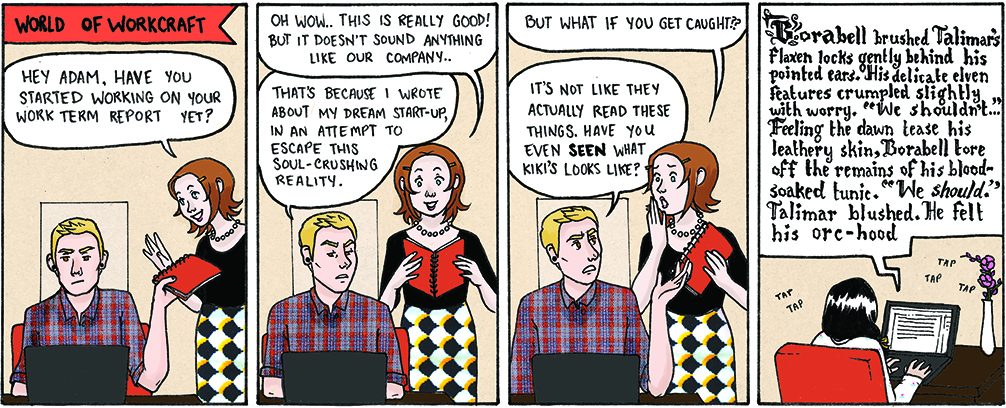 WORLD OF WORKCRAFT
HEY ADAM, HAVE YOU
STARTED WORKING ON YOUR
WORK TERM REPORT YET?
OH WOW.. THIS IS REALLY GOOD!
BUT IT DOESN'T SOUND ANYTHING
LIKE OUR COMPANY..
THAT'S BECAUSE I WROTE
ABOUT MY DREAM START-UP,
IN AN ATTEMPT TO
ESCAPE THIS
SOUL-CRUSHING
REALITY.
BUT WHAT IF YOU GET CAUGHT!?
IT'S NOT LIKE THEY
ACTUALLY READ THESE
THINGS. HAVE YOU
EVEN SEEN WHAT
KIKI'S LOOKS LIKE?
Borabell brushed Talimar's
flaxen locks gently behind his
pointed ears. His delicate elven
features crumpled slightly
with worry. "We shouldn't..."
Feeling the dawn tease his
leathery skin, Borabell tore
off the remains of his blood-
soaked tunic. "We should."
Talimar blushed. He felt
his orc-hood
TAP
TAP
TAP
TAP
TAP